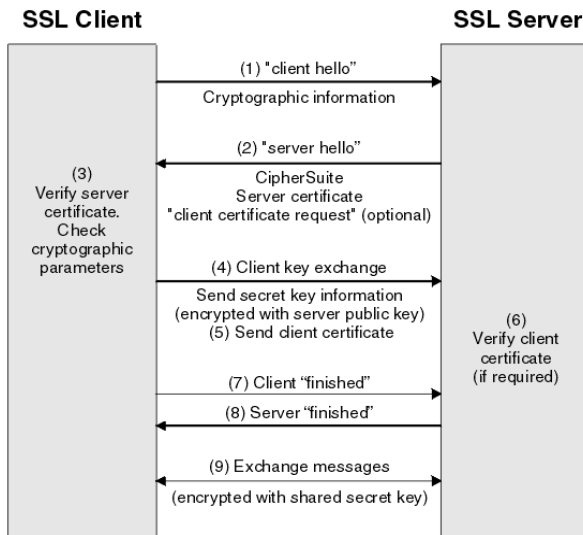 SSL Client
SSL Server
(1) "client hello”
Cryptographic information
(2) "server hello”
CipherSuite
Server certificate
"client certificate request" (optional)
(3)
Verify server
certificate.
Check
cryptographic
parameters
(4) Client key exchange
Send secret key information
(encrypted with server public key)
(5) Send client certificate
(6)
Verify client
certificate
(if required)
(7) Client “finished”
(8) Server “finished”
(9) Exchange messages
(encrypted with shared secret key)